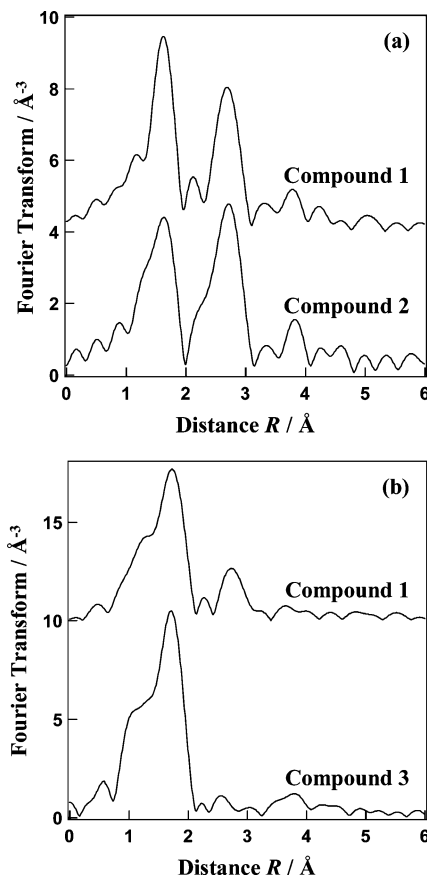 (a)
10
8
6
4
2
0
Fourier Transform / Å-3
Compound 1
Compound 2
0 1 2 3 4 5 6
Distance R / Å
(b)
15
10
5
0
Fourier Transform / Å-3
Compound 1
Compound 3
0 1 2 3 4 5 6
Distance R / Å